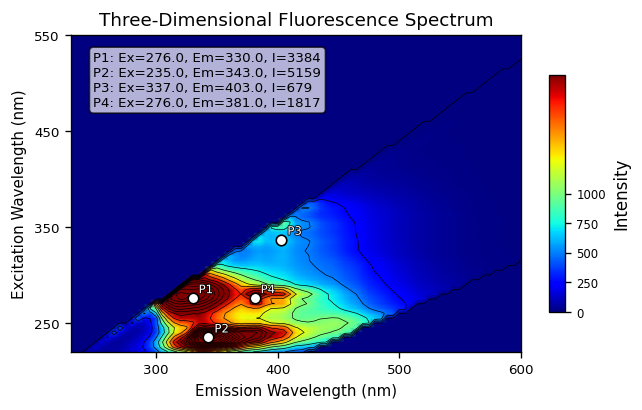 Three-Dimensional Fluorescence Spectrum
P1: Ex=276.0, Em=330.0, I=3384
P2: Ex=235.0, Em=343.0, I=5159
P3: Ex=337.0, Em=403.0, I=679
P4: Ex=276.0, Em=381.0, I=1817
550
450
350
250
Excitation Wavelength (nm)
P3
P1
P4
P2
300
400
500
600
Emission Wavelength (nm)
1000
750
500
250
0
Intensity